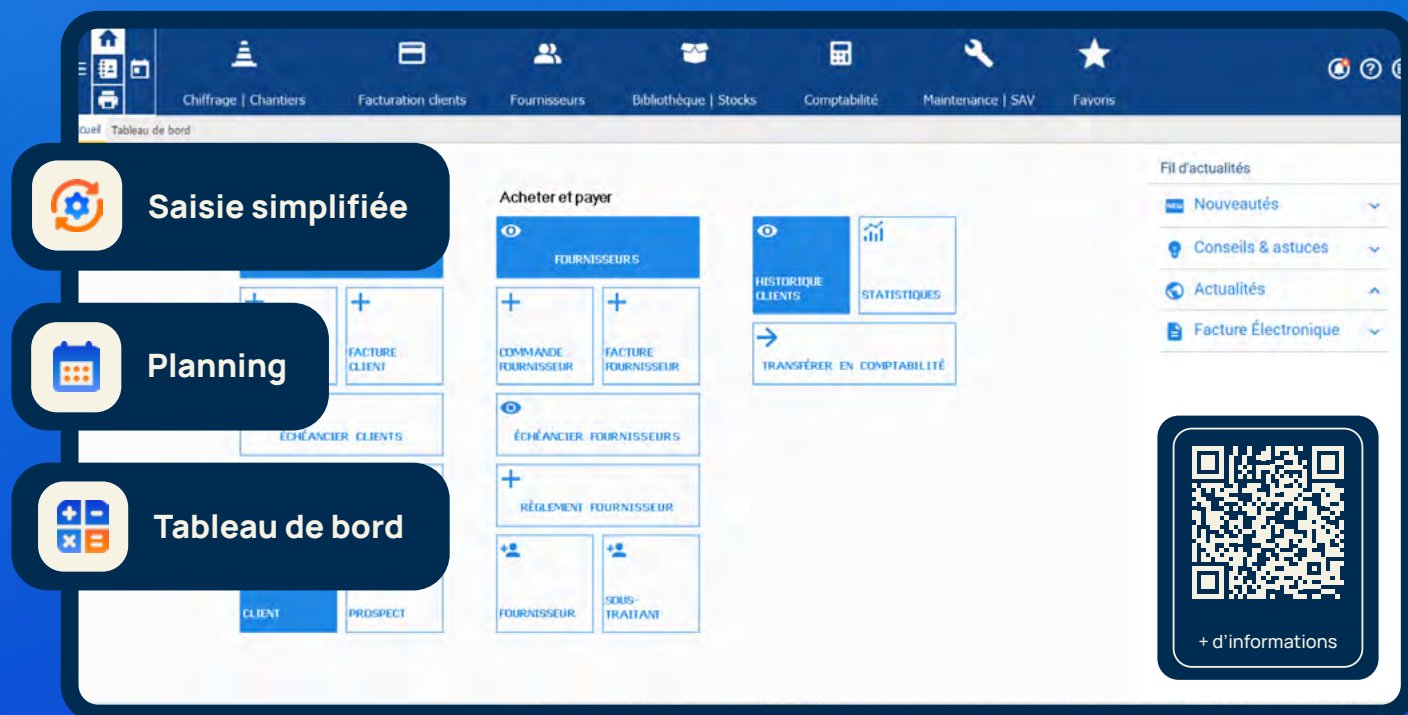 Chiffrage | Chantiers
Facturation clients
Fournisseurs
Bibliothèque | Stocks
Comptabilité
Maintenance | SAV
Favoris
Tableau de bord
Saisie simplifiée
Planning
Tableau de bord
FACTURE
CLIENT
ÉCHÉANCIER CLIENTS
CLIENT
PROSPECT
Acheter et payer
FOURNISSEURS
COMMANDE
FOURNISSEUR
FACTURE
FOURNISSEUR
ÉCHÉANCIER FOURNISSEURS
RÈGLEMENT FOURNISSEUR
FOURNISSEUR
SOUS-
TRAITANT
HISTORIQUE
CLIENTS
STATISTIQUES
TRANSFÉRER EN COMPTABILITÉ
Fil d'actualités
NEW
Nouveautés
Conseils & astuces
Actualités
Facture Électronique
+ d'informations